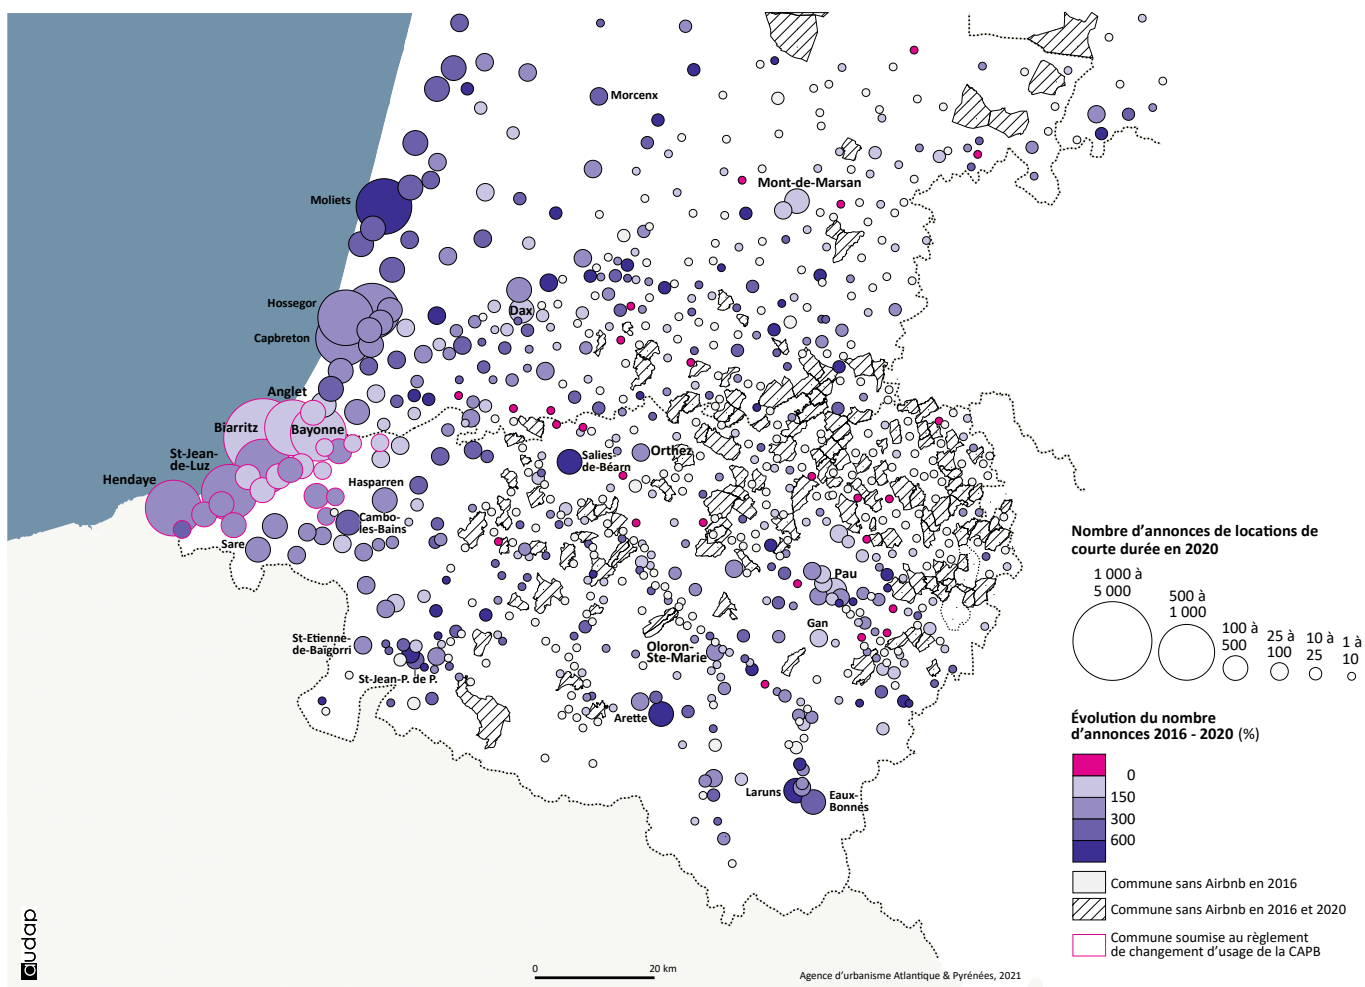 Morcenx
Mont-de-Marsan
Moliets
Hossegor
Dax
Capbreton
Anglet
Biarritz
Bayonne
St-Jean-
de-Luz
Hendaye
Salies-
de-Béarn
Orthez
Hasparren
Cambo-
les-Bains
Sare
Pau
Gan
St-Etienne-
de-Baïgorri
Oloron-
Ste-Marie
St-Jean-P. de P.
Arette
Laruns
Eaux-
Bonnes
Nombre d’annonces de locations de
courte durée en 2020
1 000 à
5 000
500 à
1 000
100 à
500
25 à
100
10 à
25
1 à
10
Évolution du nombre
d’annonces 2016 - 2020 (%)
0
150
300
600
Commune sans Airbnb en 2016
Commune sans Airbnb en 2016 et 2020
Commune soumise au règlement
de changement d’usage de la CAPB
0 20 km
Agence d’urbanisme Atlantique & Pyrénées, 2021
audap